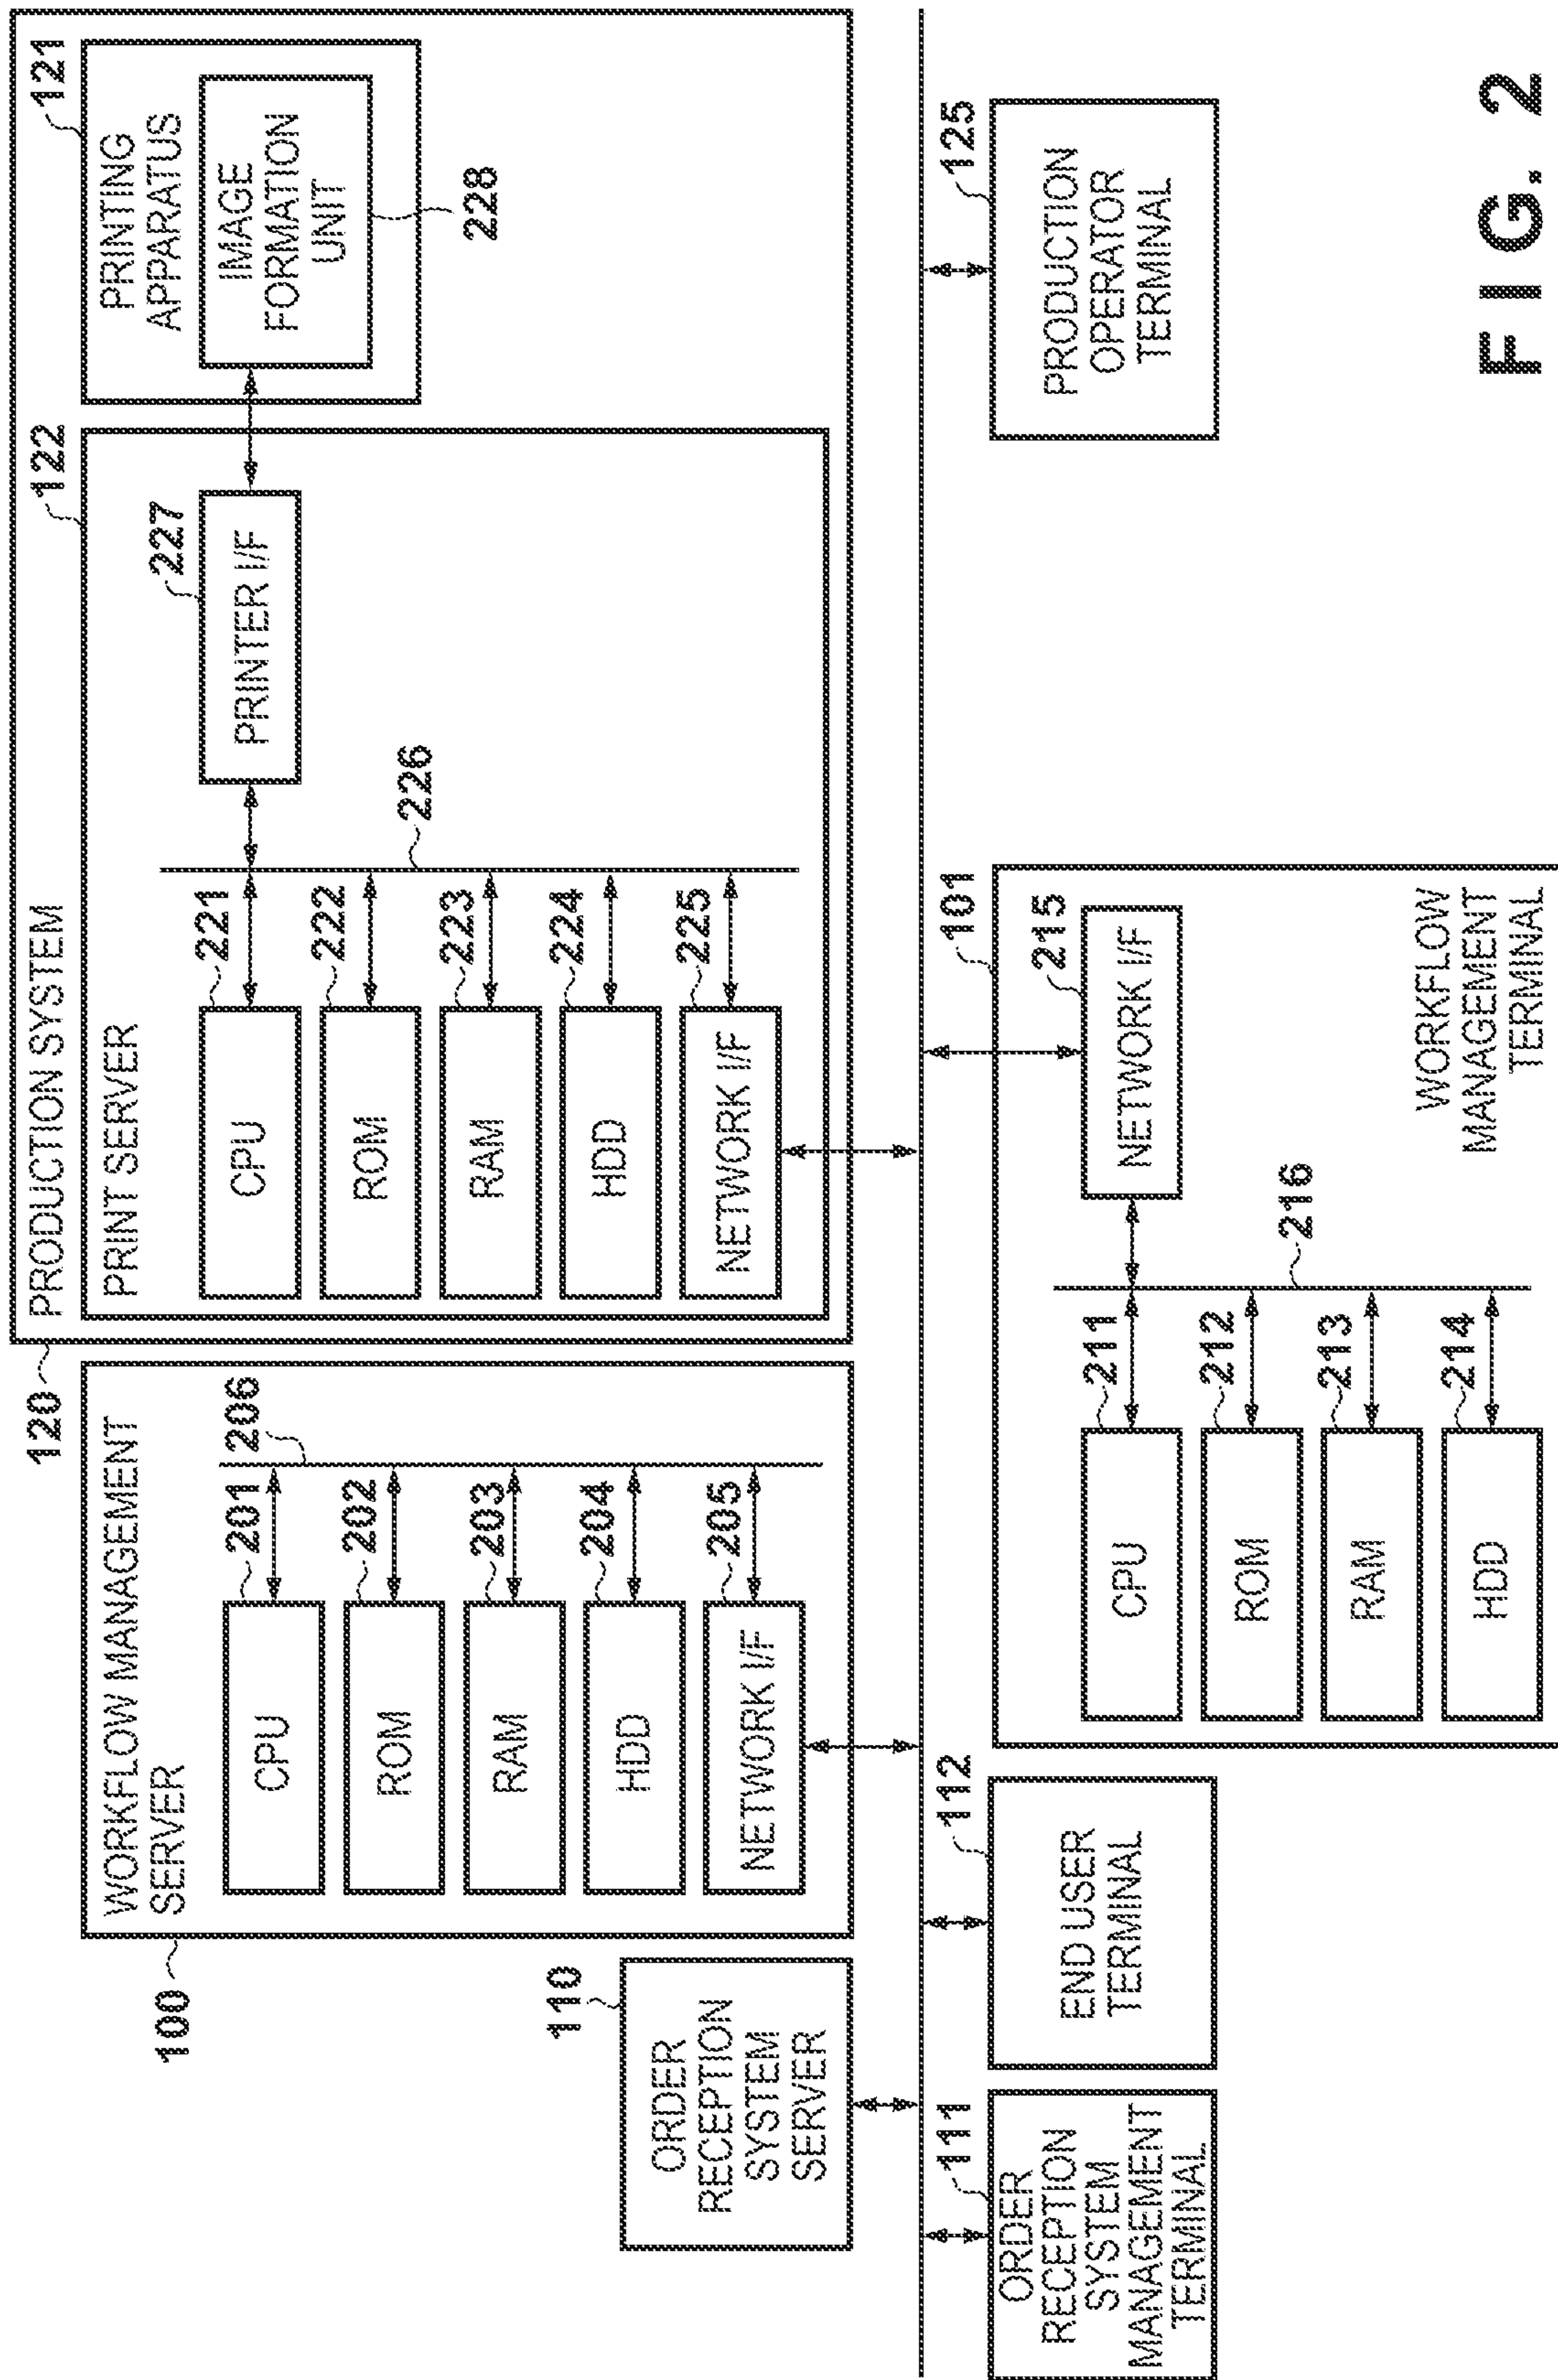 110
ORDER
RECEPTION
SYSTEM
SERVER
100
WORKFLOW MANAGEMENT
SERVER
CPU
201
ROM
202
RAM
203
HDD
204
NETWORK I/F
205
206
120
PRODUCTION SYSTEM
PRINT SERVER
122
CPU
221
ROM
222
RAM
223
HDD
224
NETWORK I/F
225
226
PRINTER I/F
227
PRINTING
APPARATUS
121
IMAGE
FORMATION
UNIT
228
111
ORDER
RECEPTION
SYSTEM
MANAGEMENT
TERMINAL
112
END USER
TERMINAL
101
CPU
211
ROM
212
RAM
213
HDD
214
216
NETWORK I/F
215
WORKFLOW
MANAGEMENT
TERMINAL
125
PRODUCTION
OPERATOR
TERMINAL
FIG. 2